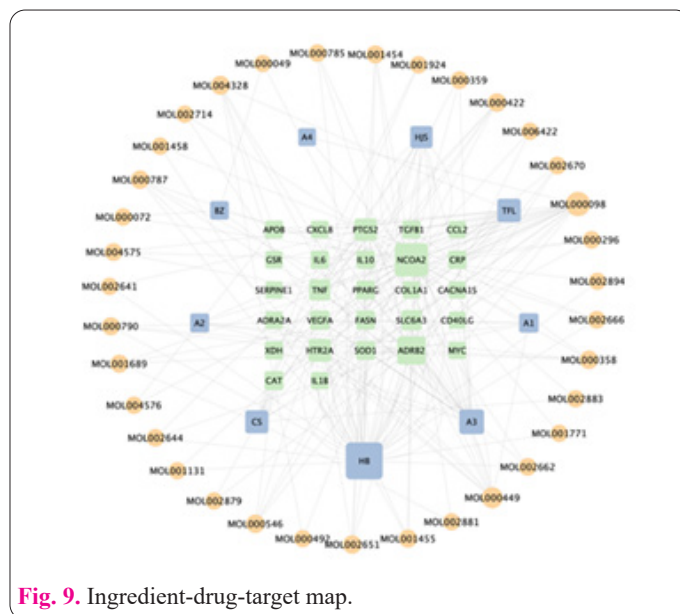 MOL000785 MOL001454
MOL000049 MOL001924
MOL004328 MOL000359
MOL002714 MOL000422
MOL001458 A4 HJS MOL006422
MOL000787 MOL002670
MOL000072 BZ TFL MOL000098
APOB CXCL8 PTGS2 TGFB1 CCL2
MOL004575 GSR IL6 IL10 NCOA2 CRP MOL000296
MOL002641 SERPINE1 TNF PPARG COL1A1 CACNA1S MOL002894
MOL000790 A2 ADRA2A VEGFA FASN SLC6A3 CD40LG A1 MOL002666
MOL001689 XDH HTR2A SOD1 ADRB2 MYC MOL000358
CAT IL1B
MOL004576 MOL002883
MOL002644 CS A3 MOL001771
MOL001131 HB MOL002662
MOL002879 MOL000449
MOL000546 MOL002881
MOL000492 MOL002651 MOL001455
Fig. 9. Ingredient-drug-target map.